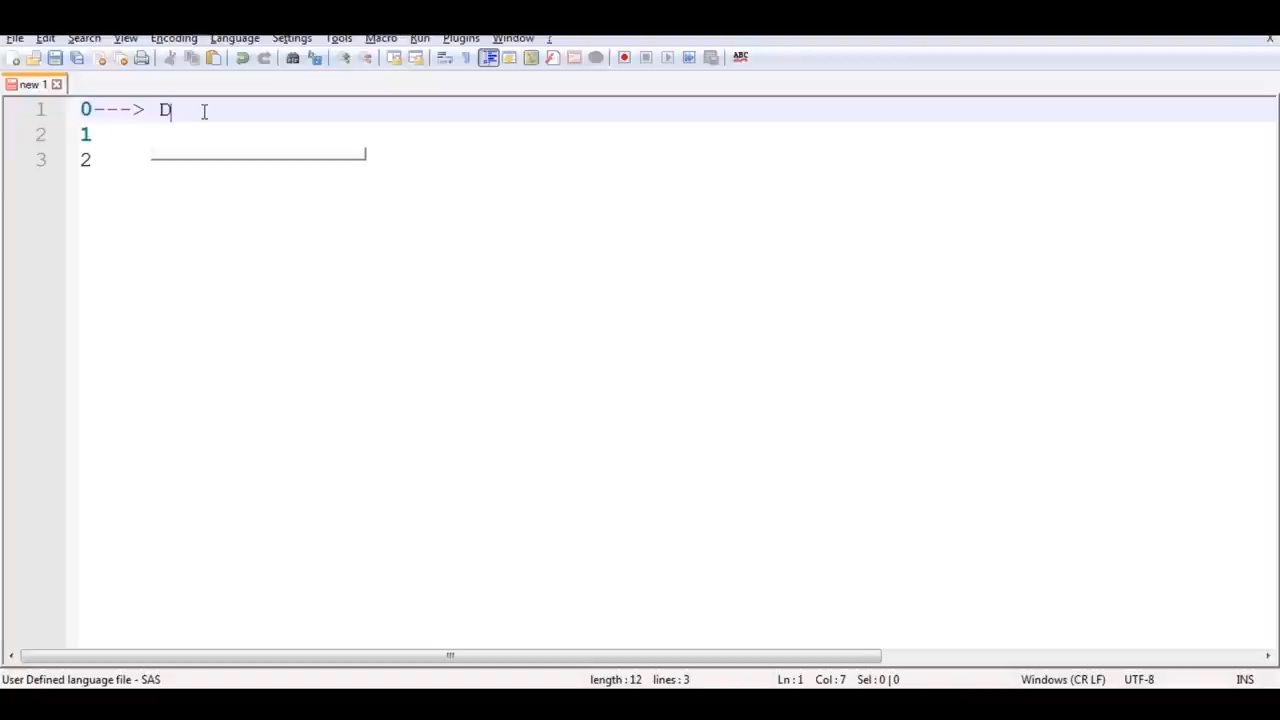 File Edit Search View Encoding Language Settings Tools Macro Run Plugins Window ? X
ABC
new 1
1 0---> D
2 1
3 2
User Defined language file - SAS length : 12 lines : 3 Ln : 1 Col : 7 Sel : 0 | 0 Windows (CR LF) UTF-8 INS